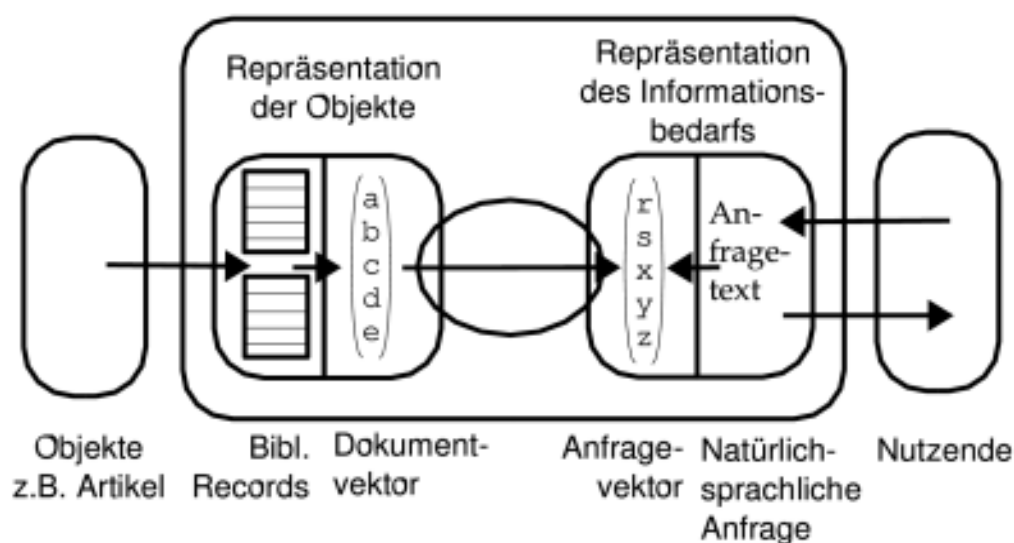 Repräsentation
der Objekte
Repräsentation
des Informations-
bedarfs
a
b
c
d
e
r
s
x
y
z
An-
frage-
text
Objekte
z.B. Artikel
Bibl.
Records
Dokument-
vektor
Anfrage-
vektor
Natürlich-
sprachliche
Anfrage
Nutzende